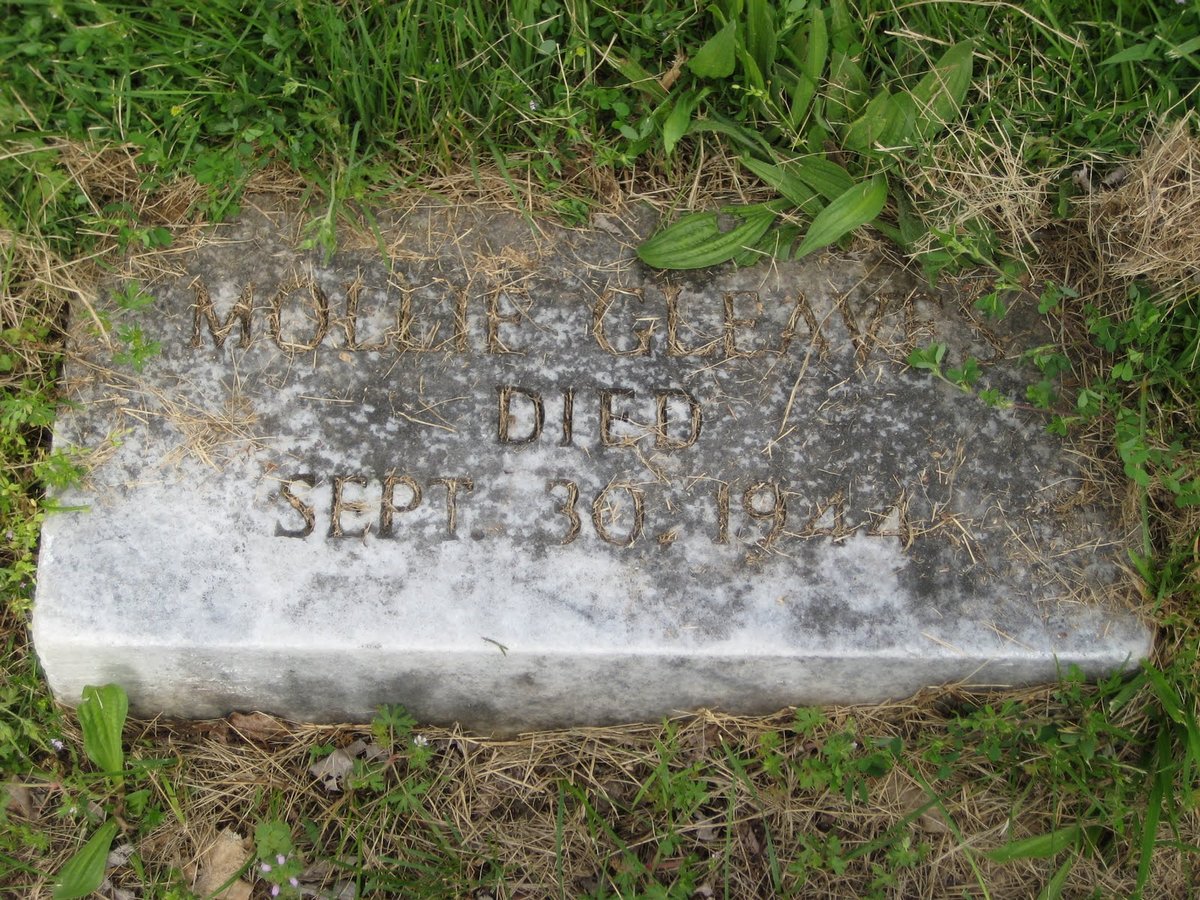 MOLLIE GLEAVES
DIED
SEPT. 30, 1944